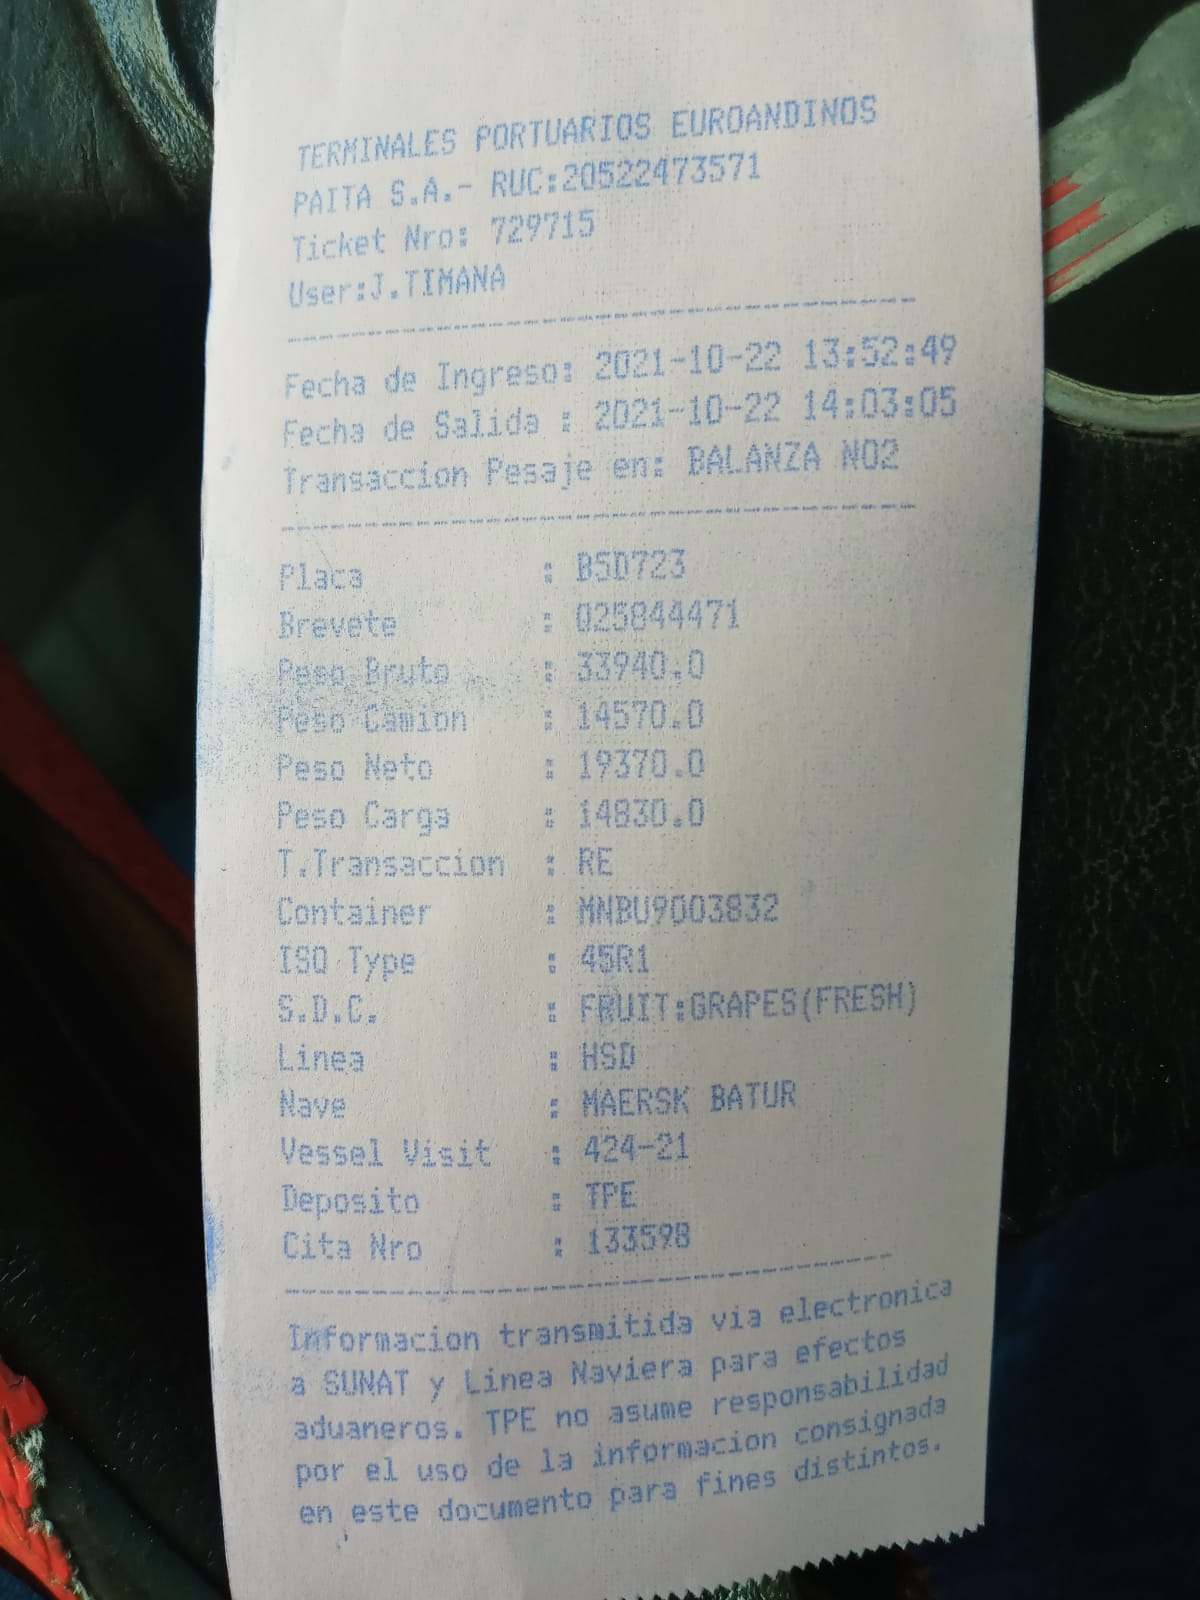 TERMINALES PORTUARIOS EUROANDINOS
PAITA S.A.- RUC:20522473571
Ticket Nro: 729715
User:J.TIMANA
Fecha de Ingreso: 2021-10-22 13:52:49
Fecha de Salida : 2021-10-22 14:03:05
Transaccion Pesaje en: BALANZA NO2
Placa : B5D723
Brevete : 025844471
Peso Bruto : 33940.0
Peso Camion : 14570.0
Peso Neto : 19370.0
Peso Carga : 14830.0
T.Transaccion : RE
Container : MNBU9003832
ISO Type : 45R1
S.D.C. : FRUIT:GRAPES(FRESH)
Linea : HSD
Nave : MAERSK BATUR
Vessel Visit : 424-21
Deposito : TPE
Cita Nro : 133598
Informacion transmitida via electronica
a SUNAT y Linea Naviera para efectos
aduaneros. TPE no asume responsabilidad
por el uso de la informacion consignada
en este documento para fines distintos.